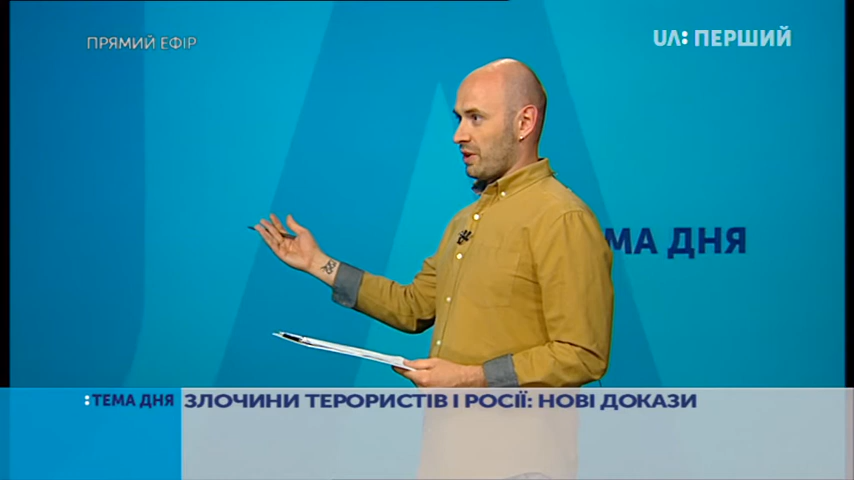 ПРЯМИЙ ЕФІР
UA: ПЕРШИЙ
МА ДНЯ
:ТЕМА ДНЯ
ЗЛОЧИНИ ТЕРОРИСТІВ І РОСІЇ: НОВІ ДОКАЗИ